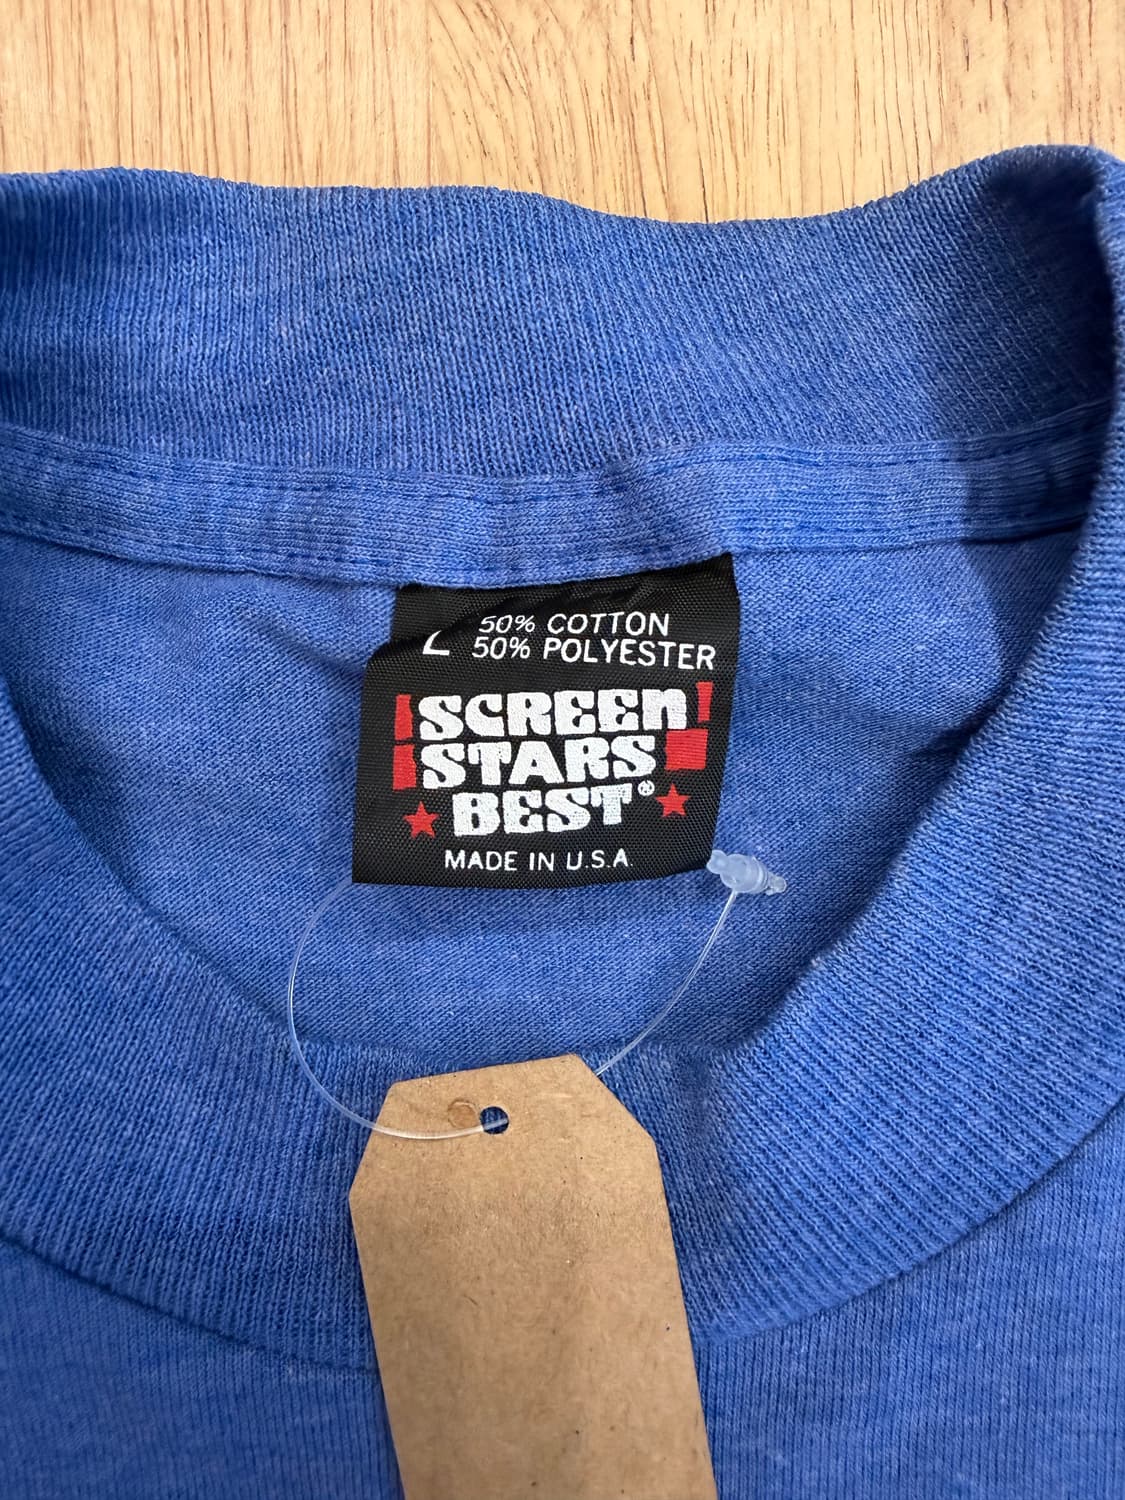 L 50% COTTON
50% POLYESTER
SCREEN
STARS
BEST®
MADE IN U.S.A.